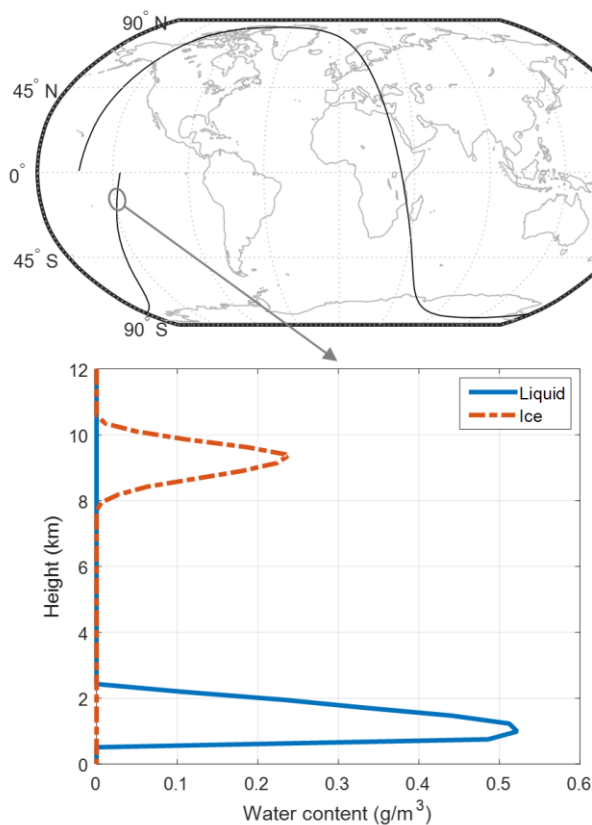 90° N
45° N
0°
45° S
90° S
12
10
8
6
4
2
0
Height (km)
Liquid
Ice
0 0.1 0.2 0.3 0.4 0.5 0.6
Water content (g/m³)